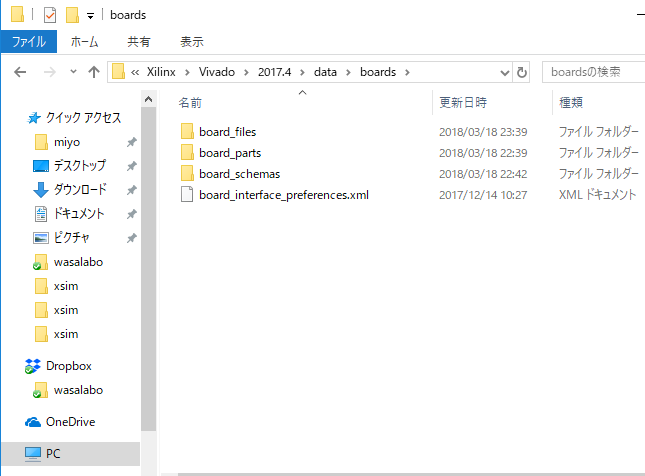 boards
ファイル ホーム 共有 表示
« Xilinx > Vivado > 2017.4 > data > boards > boardsの検索
名前 更新日時 種類
クイック アクセス
miyo
デスクトップ
ダウンロード
ドキュメント
ピクチャ
wasalabo
xsim
xsim
xsim
Dropbox
wasalabo
OneDrive
PC
board_files 2018/03/18 23:39 ファイル フォルダー
board_parts 2018/03/18 22:39 ファイル フォルダー
board_schemas 2018/03/18 22:42 ファイル フォルダー
board_interface_preferences.xml 2017/12/14 10:27 XML ドキュメント